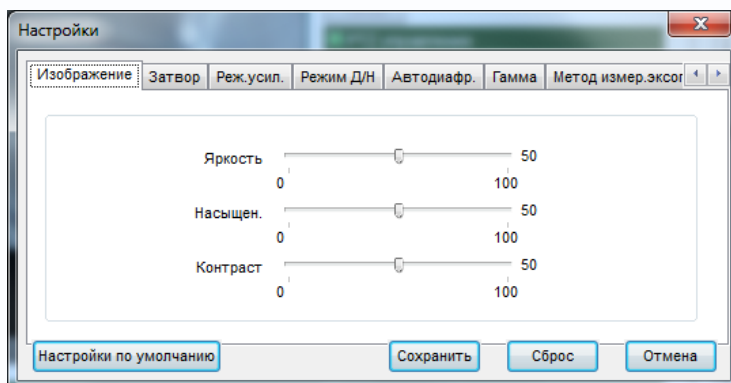 Настройки
Изображение Затвор Реж.усил. Режим Д/Н Автодиафр. Гамма Метод измер.экспо
Яркость 50
0 100
Насыщен. 50
0 100
Контраст 50
0 100
Настройки по умолчанию Сохранить Сброс Отмена